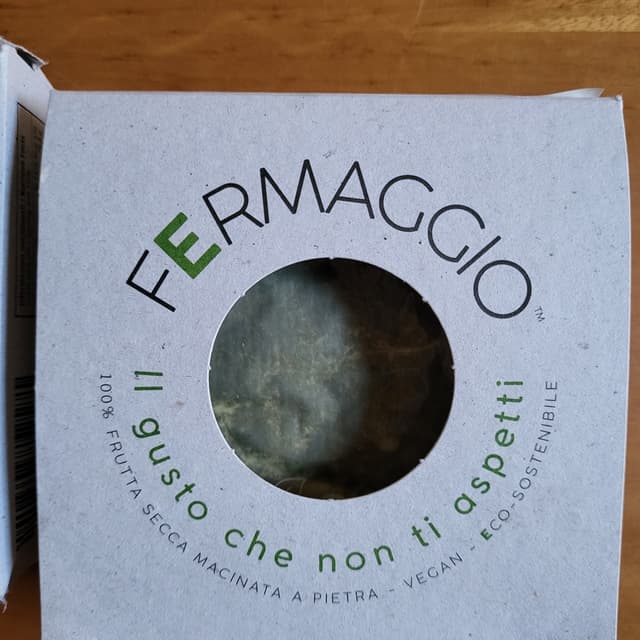 FERMAGGIO™
Il gusto che non ti aspetti
100% FRUTTA SECCA MACINATA A PIETRA - VEGAN - ECO-SOSTENIBILE